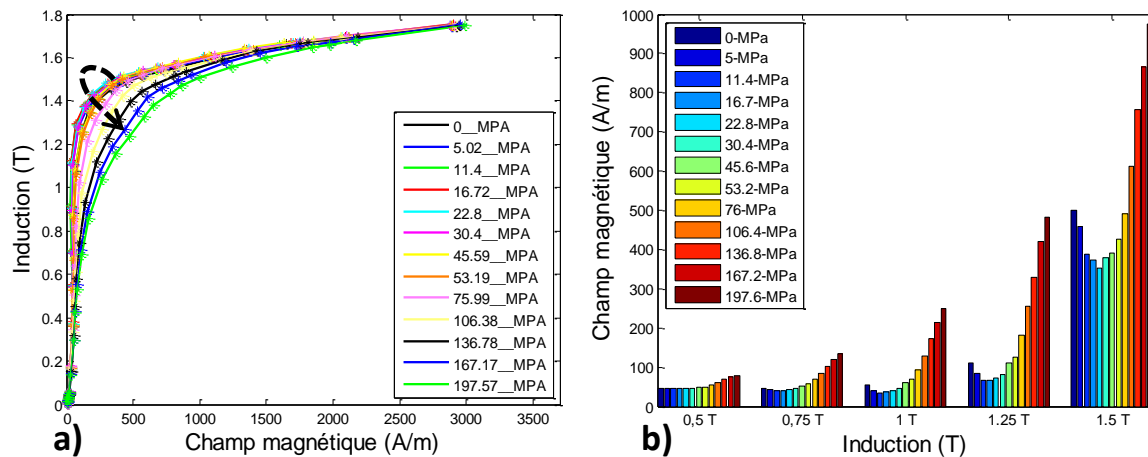 1.8
1.6
1.4
1.2
1
0.8
0.6
0.4
0.2
0
Induction (T)
0 500 1000 1500 2000 2500 3000 3500
Champ magnétique (A/m)
a)
0__MPA
5.02__MPA
11.4__MPA
16.72__MPA
22.8__MPA
30.4__MPA
45.59__MPA
53.19__MPA
75.99__MPA
106.38__MPA
136.78__MPA
167.17__MPA
197.57__MPA
1000
900
800
700
600
500
400
300
200
100
0
Champ magnétique (A/m)
0-MPa
5-MPa
11.4-MPa
16.7-MPa
22.8-MPa
30.4-MPa
45.6-MPa
53.2-MPa
76-MPa
106.4-MPa
136.8-MPa
167.2-MPa
197.6-MPa
0,5 T 0,75 T 1 T 1.25 T 1.5 T
Induction (T)
b)